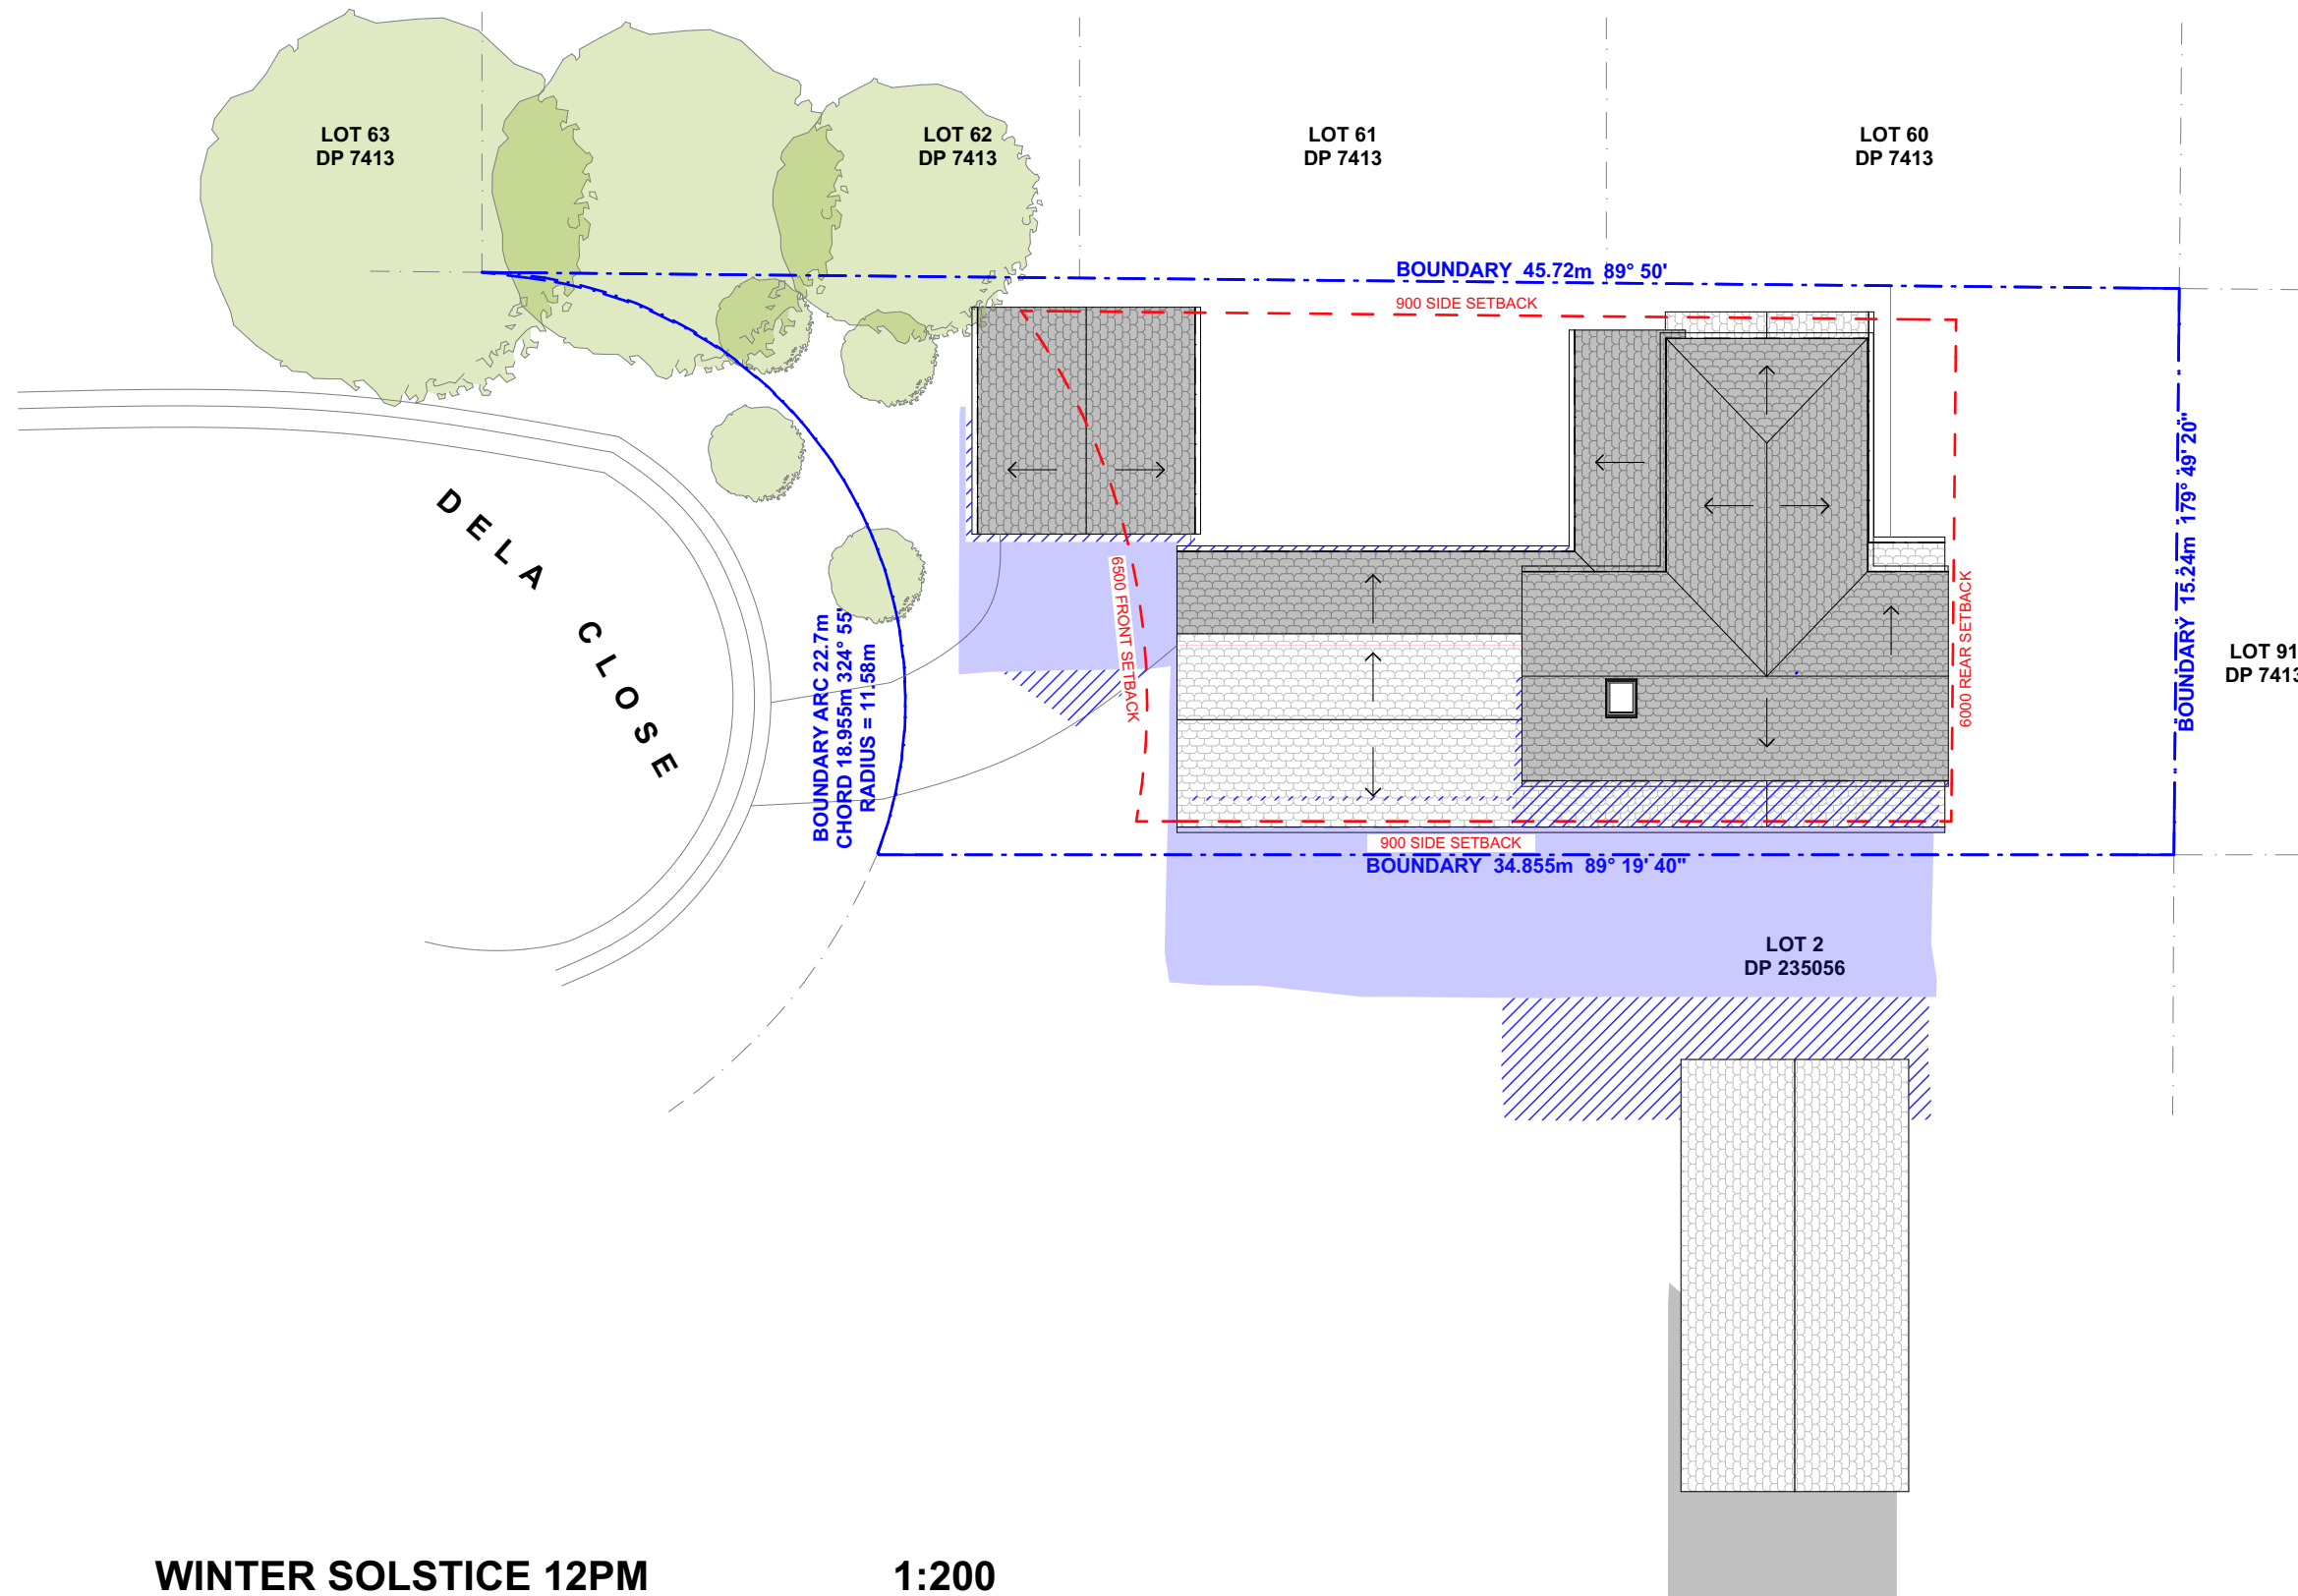 LOT 63
DP 7413
LOT 62
DP 7413
LOT 61
DP 7413
LOT 60
DP 7413
BOUNDARY 45.72m 89° 50'
900 SIDE SETBACK
DELA CLOSE
BOUNDARY ARC 22.7m
CHORD 18.955m 324° 55'
RADIUS = 11.58m
6500 FRONT SETBACK
6000 REAR SETBACK
BOUNDARY 15.24m 179° 49' 20"
LOT 91
DP 7413
900 SIDE SETBACK
BOUNDARY 34.855m 89° 19' 40"
LOT 2
DP 235056
WINTER SOLSTICE 12PM
1:200